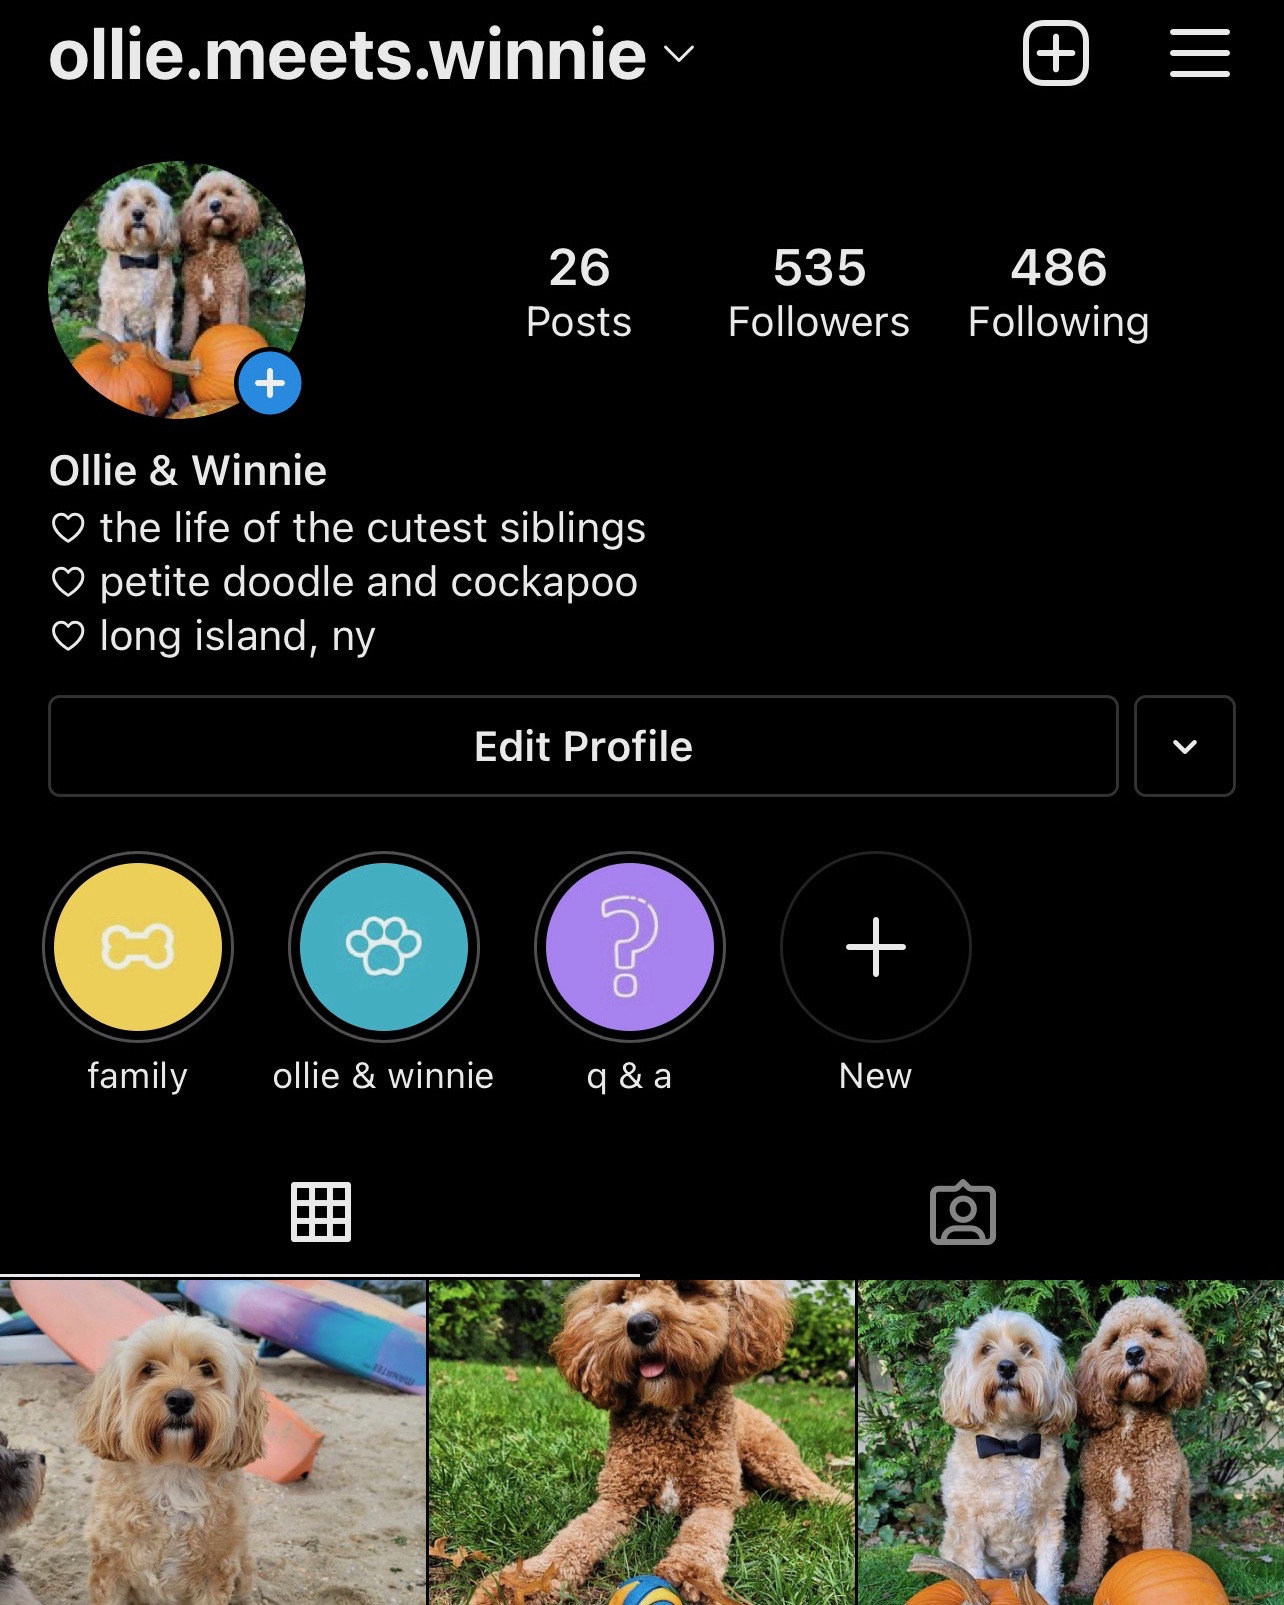 ollie.meets.winnie
26 535 486
Posts Followers Following
Ollie & Winnie
♡ the life of the cutest siblings
♡ petite doodle and cockapoo
♡ long island, ny
Edit Profile
family ollie & winnie q & a New
MANATEE